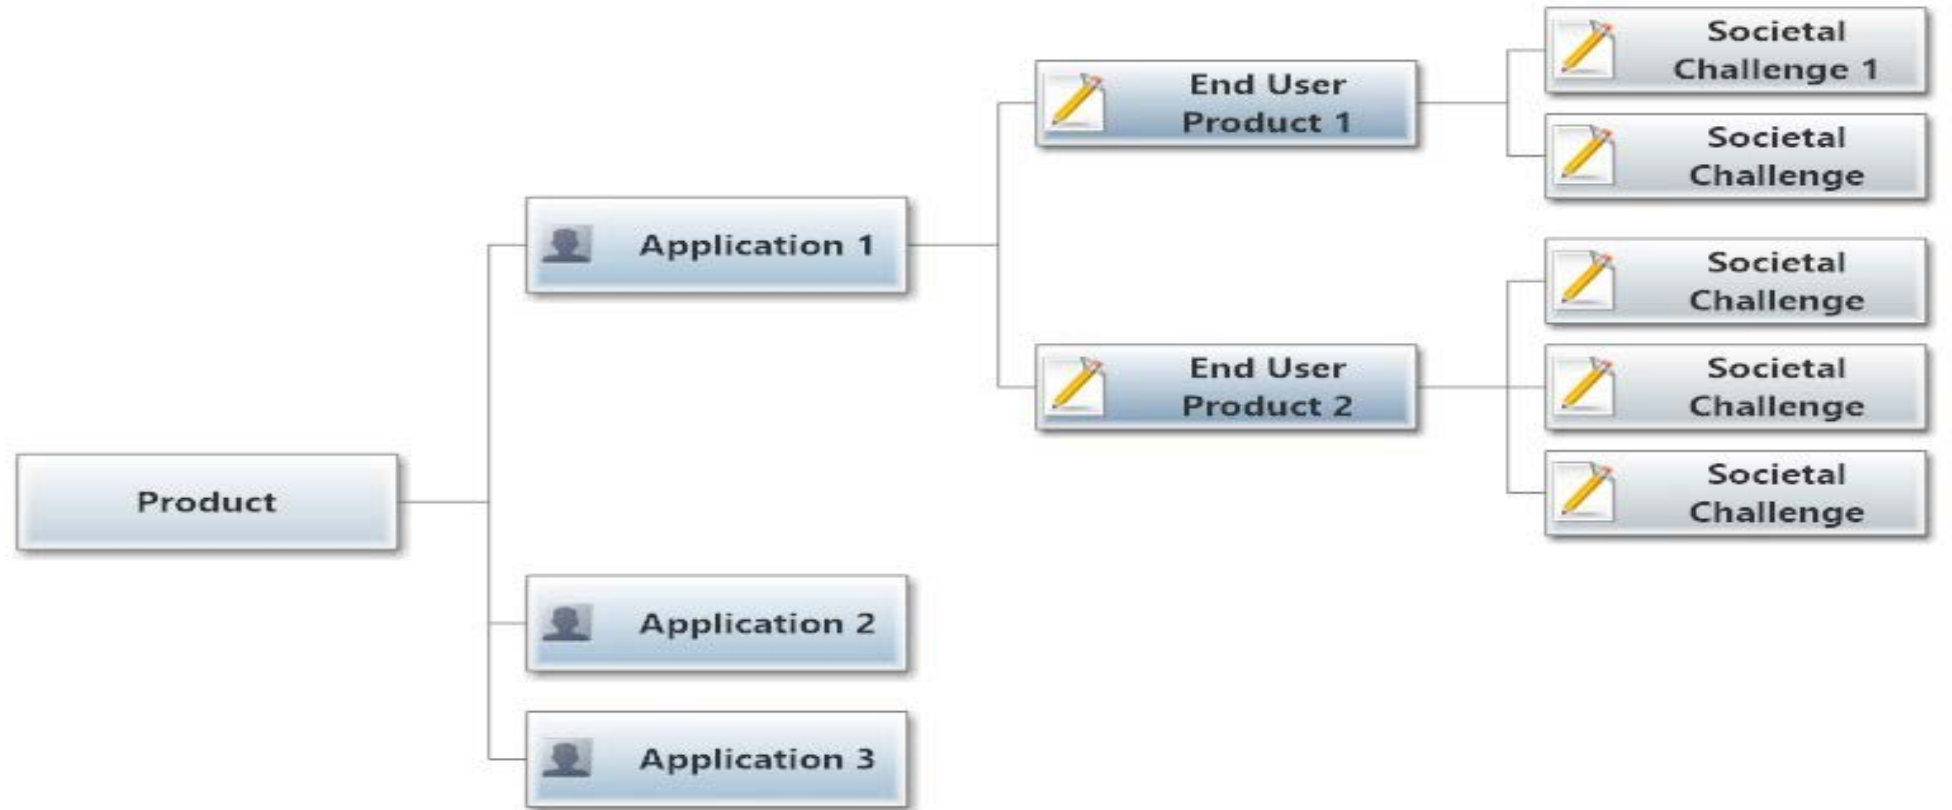 Societal
Challenge 1
End User
Product 1
Societal
Challenge
Application 1
Societal
Challenge
End User
Product 2
Societal
Challenge
Product
Societal
Challenge
Application 2
Application 3